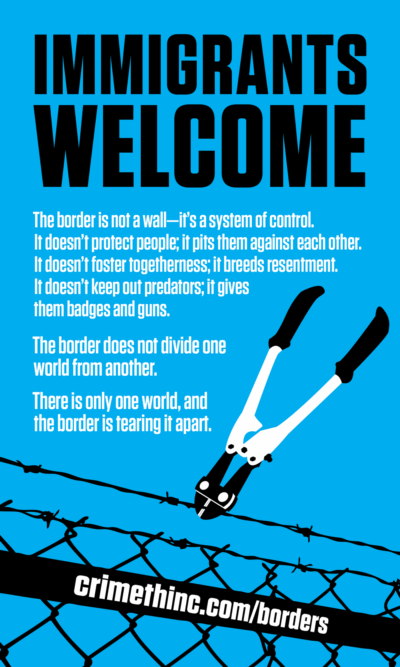 IMMIGRANTS
WELCOME
The border is not a wall—it's a system of control.
It doesn't protect people; it pits them against each other.
It doesn't foster togetherness; it breeds resentment.
It doesn't keep out predators; it gives
them badges and guns.
The border does not divide one
world from another.
There is only one world, and
the border is tearing it apart.
crimethinc.com/borders